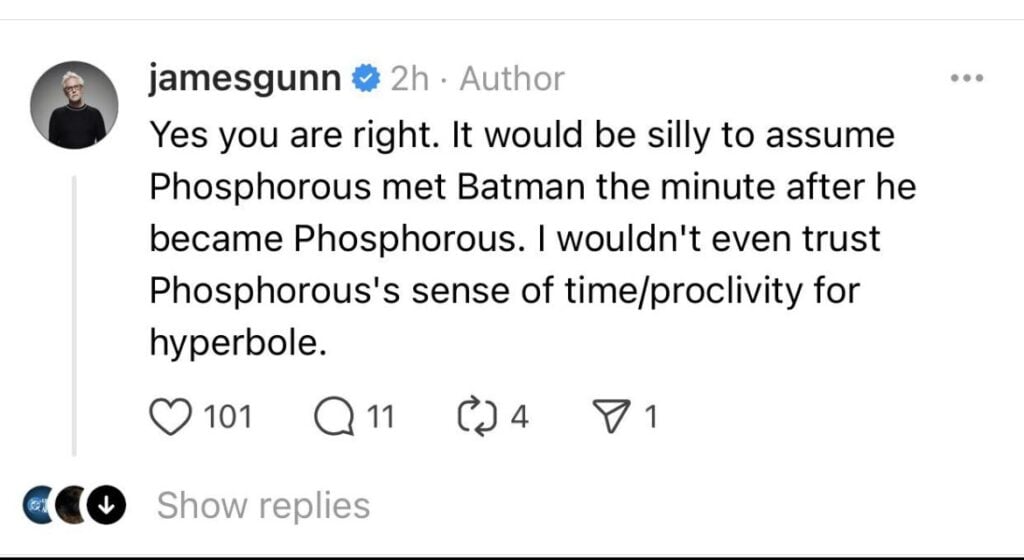 jamesgunn 2h · Author
Yes you are right. It would be silly to assume
Phosphorous met Batman the minute after he
became Phosphorous. I wouldn't even trust
Phosphorous's sense of time/proclivity for
hyperbole.
101 11 4 1
Show replies